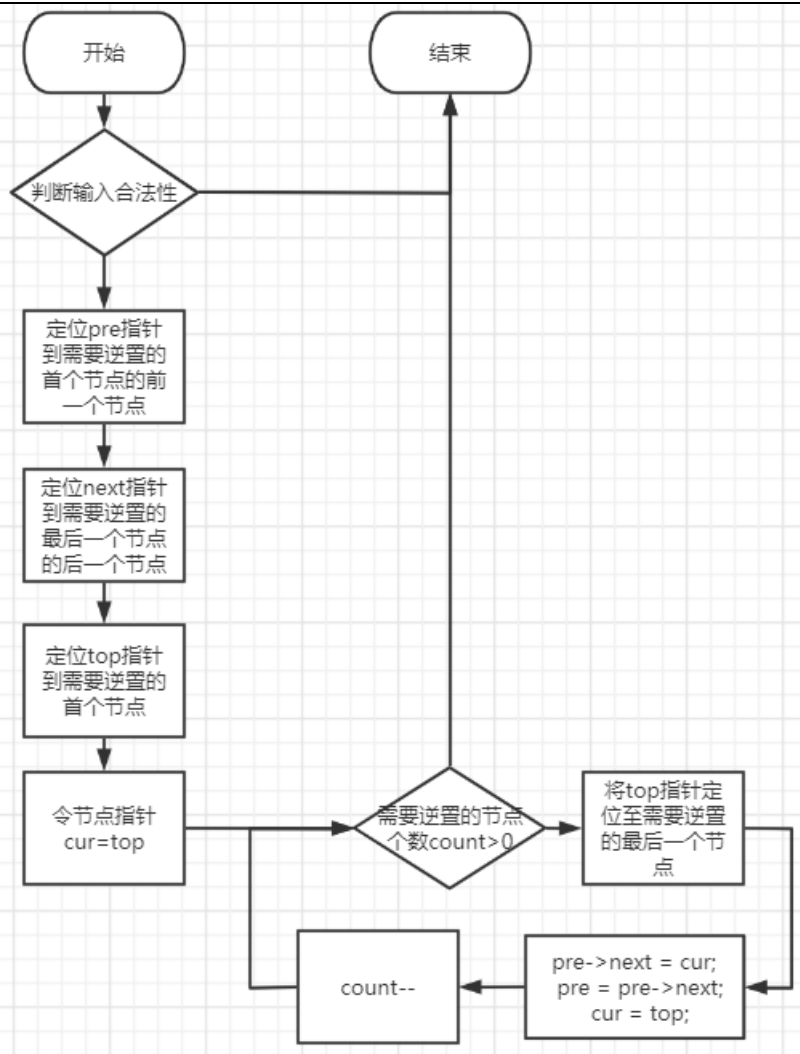 开始
结束
判断输入合法性
定位pre指针
到需要逆置的
首个节点的前
一个节点
定位next指针
到需要逆置的
最后一个节点
的后一个节点
定位top指针
到需要逆置的
首个节点
令节点指针
cur=top
需要逆置的节点
个数count>0
将top指针定
位至需要逆置
的最后一个节
点
pre->next = cur;
pre = pre->next;
cur = top;
count--